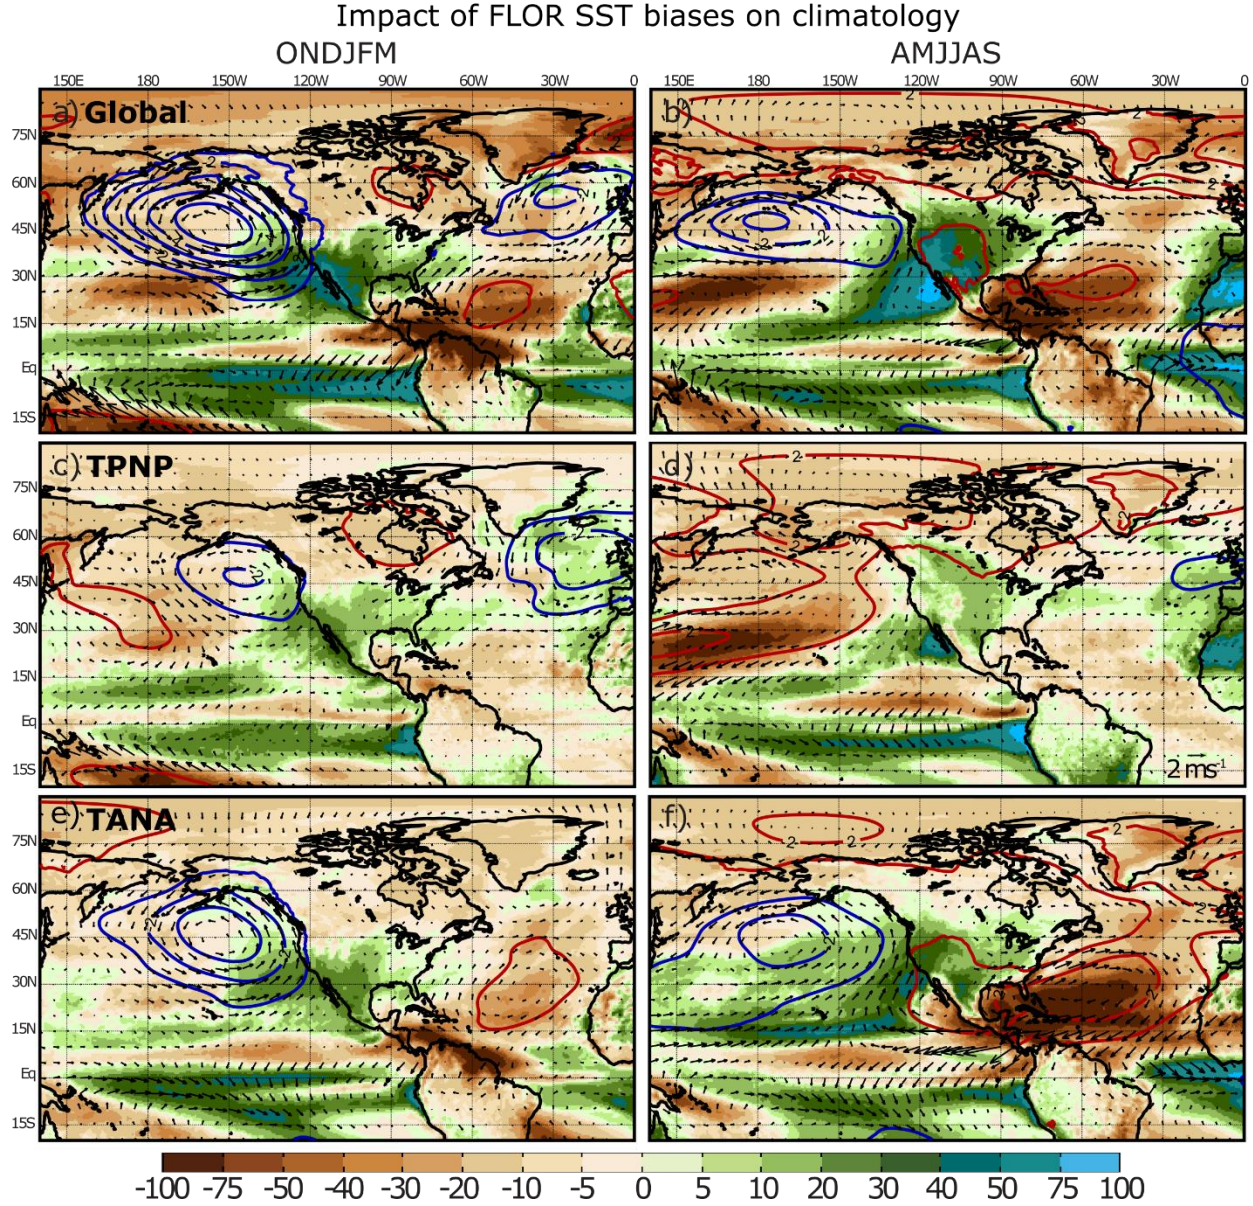 Impact of FLOR SST biases on climatology
ONDJFM AMJJAS
150E 180 150W 120W 90W 60W 30W 0 150E 180 150W 120W 90W 60W 30W 0
a) Global b)
75N
60N
45N
30N
15N
Eq
15S
c) TPNP d)
75N
60N
45N
30N
15N
Eq
15S
2 ms-1
e) TANA f)
75N
60N
45N
30N
15N
Eq
15S
-100 -75 -50 -40 -30 -20 -10 -5 0 5 10 20 30 40 50 75 100